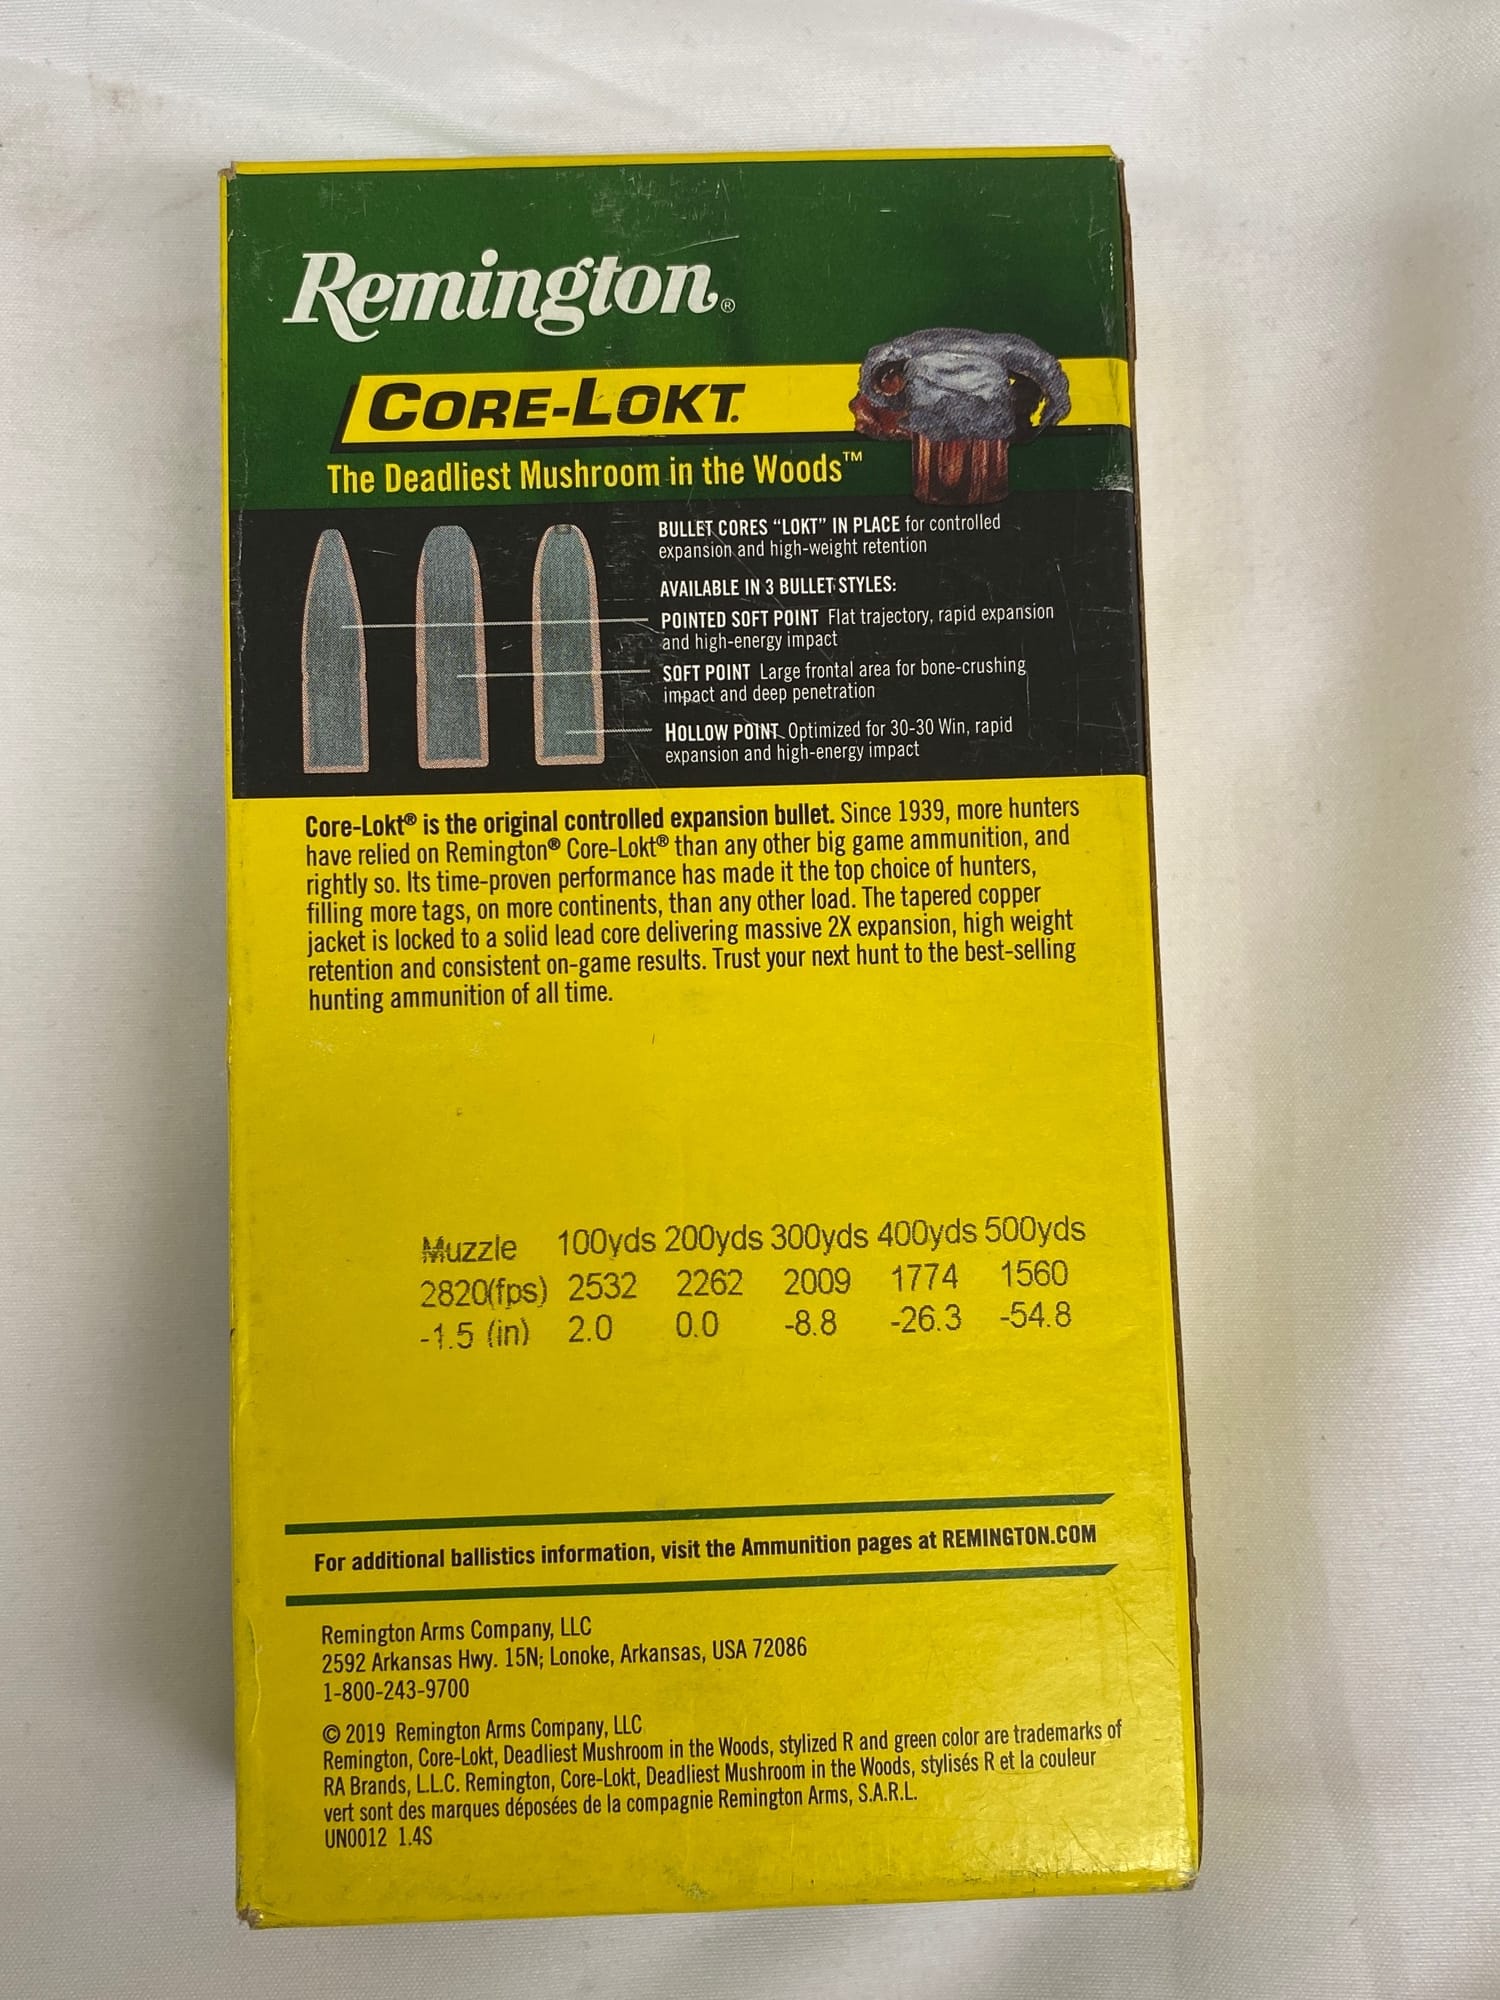 Remington®
CORE-LOKT.
The Deadliest Mushroom in the Woods™
BULLET CORES “LOKT” IN PLACE for controlled
expansion and high-weight retention
AVAILABLE IN 3 BULLET STYLES:
POINTED SOFT POINT Flat trajectory, rapid expansion
and high-energy impact
SOFT POINT Large frontal area for bone-crushing
impact and deep penetration
HOLLOW POINT Optimized for 30-30 Win, rapid
expansion and high-energy impact
Core-Lokt® is the original controlled expansion bullet. Since 1939, more hunters
have relied on Remington® Core-Lokt® than any other big game ammunition, and
rightly so. Its time-proven performance has made it the top choice of hunters,
filling more tags, on more continents, than any other load. The tapered copper
jacket is locked to a solid lead core delivering massive 2X expansion, high weight
retention and consistent on-game results. Trust your next hunt to the best-selling
hunting ammunition of all time.
Muzzle 100yds 200yds 300yds 400yds 500yds
2820(fps) 2532 2262 2009 1774 1560
-1.5 (in) 2.0 0.0 -8.8 -26.3 -54.8
For additional ballistics information, visit the Ammunition pages at REMINGTON.COM
Remington Arms Company, LLC
2592 Arkansas Hwy. 15N; Lonoke, Arkansas, USA 72086
1-800-243-9700
© 2019 Remington Arms Company, LLC
Remington, Core-Lokt, Deadliest Mushroom in the Woods, stylized R and green color are trademarks of
RA Brands, L.L.C. Remington, Core-Lokt, Deadliest Mushroom in the Woods, stylisés R et la couleur
vert sont des marques déposées de la compagnie Remington Arms, S.A.R.L.
UN0012 1.4S